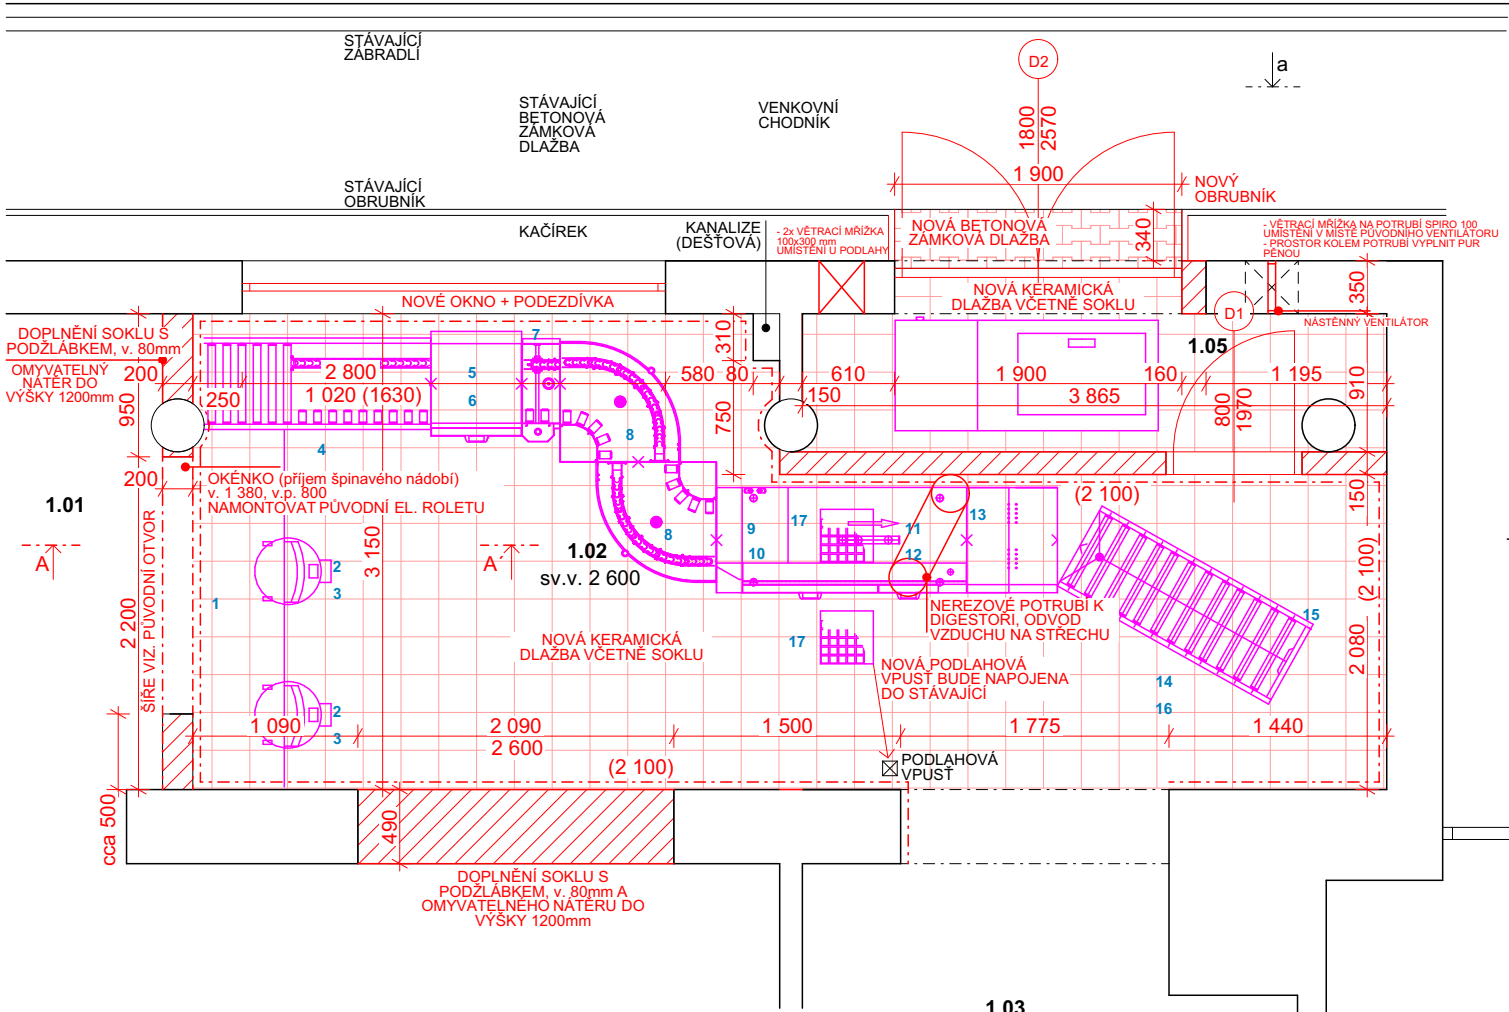 STÁVAJÍCÍ
ZÁBRADLÍ
STÁVAJÍCÍ
BETONOVÁ
ZÁMKOVÁ
DLAŽBA
VENKOVNÍ
CHODNÍK
D2
a
1800
2570
1 900
NOVÝ
OBRUBNÍK
STÁVAJÍCÍ
OBRUBNÍK
KAČÍREK
KANALIZE
(DEŠŤOVÁ)
- 2x VĚTRACÍ MŘÍŽKA
100x300 mm
UMÍSTĚNÍ U PODLAHY
NOVÁ BETONOVÁ
ZÁMKOVÁ DLAŽBA
340
- VĚTRACÍ MŘÍŽKA NA POTRUBÍ SPIRO 100
UMÍSTĚNÍ V MÍSTĚ PŮVODNÍHO VENTILÁTORU
- PROSTOR KOLEM POTRUBÍ VYPLNIT PUR
PĚNOU
350
NOVÉ OKNO + PODEZDÍVKA
NOVÁ KERAMICKÁ
DLAŽBA VČETNĚ SOKLU
D1
NÁSTĚNNÝ VENTILÁTOR
DOPLNĚNÍ SOKLU S
PODŽLÁBKEM, v. 80mm
OMYVATELNÝ
NÁTĚR DO
VÝŠKY 1200mm
200
950
250
2 800
1 020 (1630)
5
6
7
310
580
80
750
150
610
1 900
160
3 865
1.05
1 195
910
800
1970
4
8
200
OKÉNKO (příjem špinavého nádobí)
v. 1 380, v.p. 800
NAMONTOVAT PŮVODNÍ EL. ROLETU
1.01
A
A´
3 150
1.02
sv.v. 2 600
8
9
10
17
11
12
13
(2 100)
150
(2 100)
2 080
2
3
1
2 200
ŠÍŘE VIZ. PŮVODNÍ OTVOR
NOVÁ KERAMICKÁ
DLAŽBA VČETNĚ SOKLU
17
NEREZOVÉ POTRUBÍ K
DIGESTOŘI, ODVOD
VZDUCHU NA STŘECHU
15
NOVÁ PODLAHOVÁ
VPUSŤ BUDE NAPOJENA
DO STÁVAJÍCÍ
14
16
2
3
1 090
2 090
2 600
1 500
1 775
1 440
(2 100)
PODLAHOVÁ
VPUSŤ
cca 500
490
DOPLNĚNÍ SOKLU S
PODŽLÁBKEM, v. 80mm A
OMYVATELNÉHO NÁTĚRU DO
VÝŠKY 1200mm
1.03